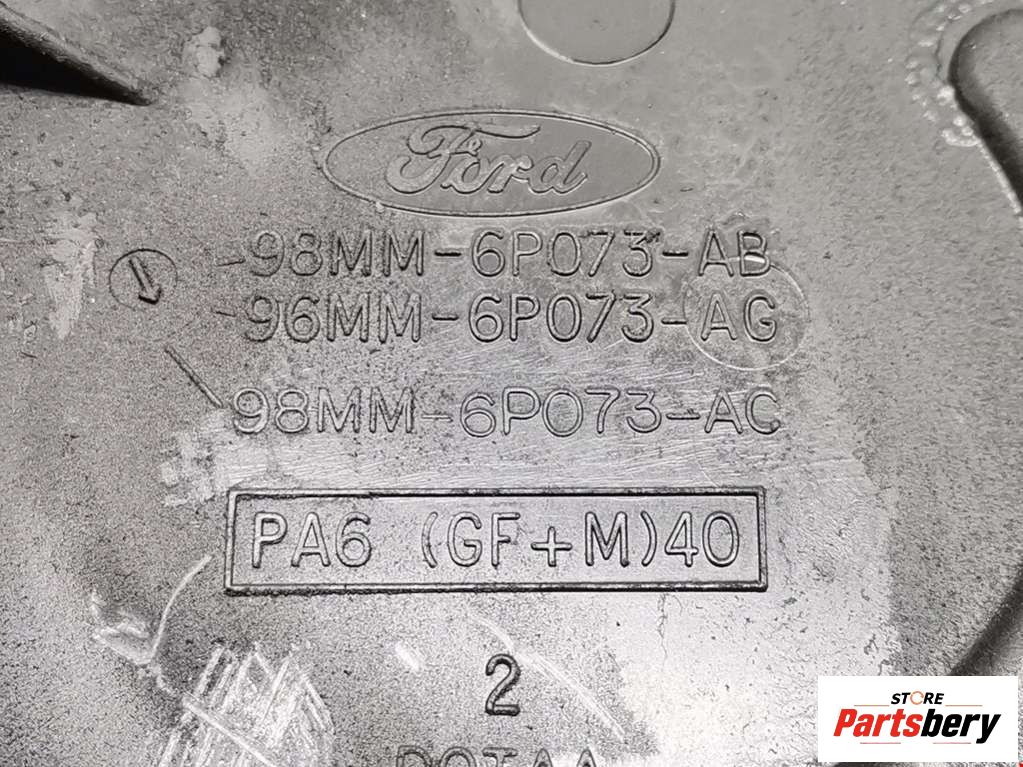 Ford
-98MM-6P073-AB
-96MM-6P073-AG
98MM-6P073-AC
PA6 (GF+M)40
2
STORE
Partsbery